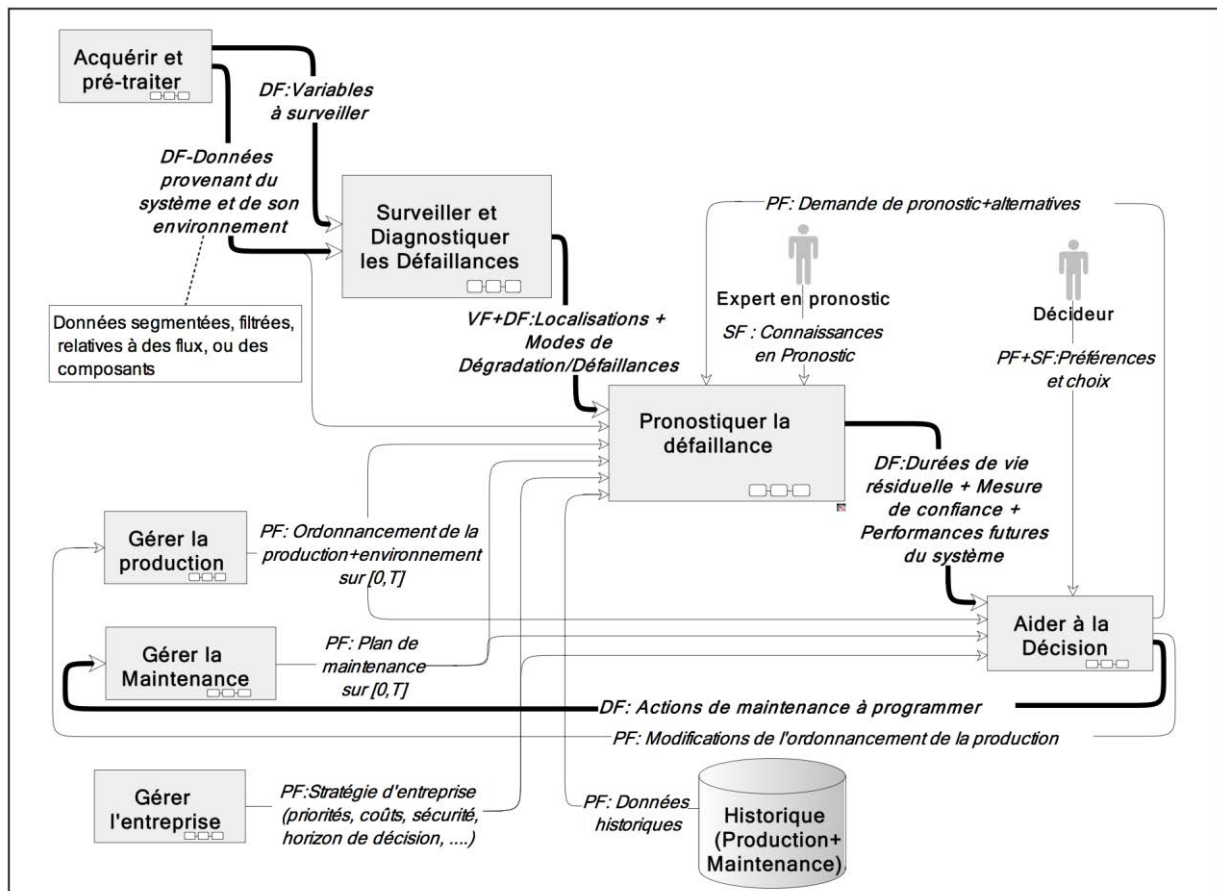 Acquérir et
pré-traiter
DF:Variables
à surveiller
DF-Données
provenant du
système et de son
environnement
Données segmentées, filtrées,
relatives à des flux, ou des
composants
Surveiller et
Diagnostiquer
les Défaillances
PF: Demande de pronostic+alternatives
Expert en pronostic
SF : Connaissances
en Pronostic
Décideur
PF+SF:Préférences
et choix
VF+DF:Localisations +
Modes de
Dégradation/Défaillances
Pronostiquer la
défaillance
DF:Durées de vie
résiduelle + Mesure
de confiance +
Performances futures
du système
Gérer la
production
PF: Ordonnancement de la
production+environnement
sur [0,T]
Gérer la
Maintenance
PF: Plan de
maintenance
sur [0,T]
Aider à la
Décision
DF: Actions de maintenance à programmer
PF: Modifications de l'ordonnancement de la production
Gérer
l'entreprise
PF:Stratégie d'entreprise
(priorités, coûts, sécurité,
horizon de décision, ....)
PF: Données
historiques
Historique
(Production+
Maintenance)